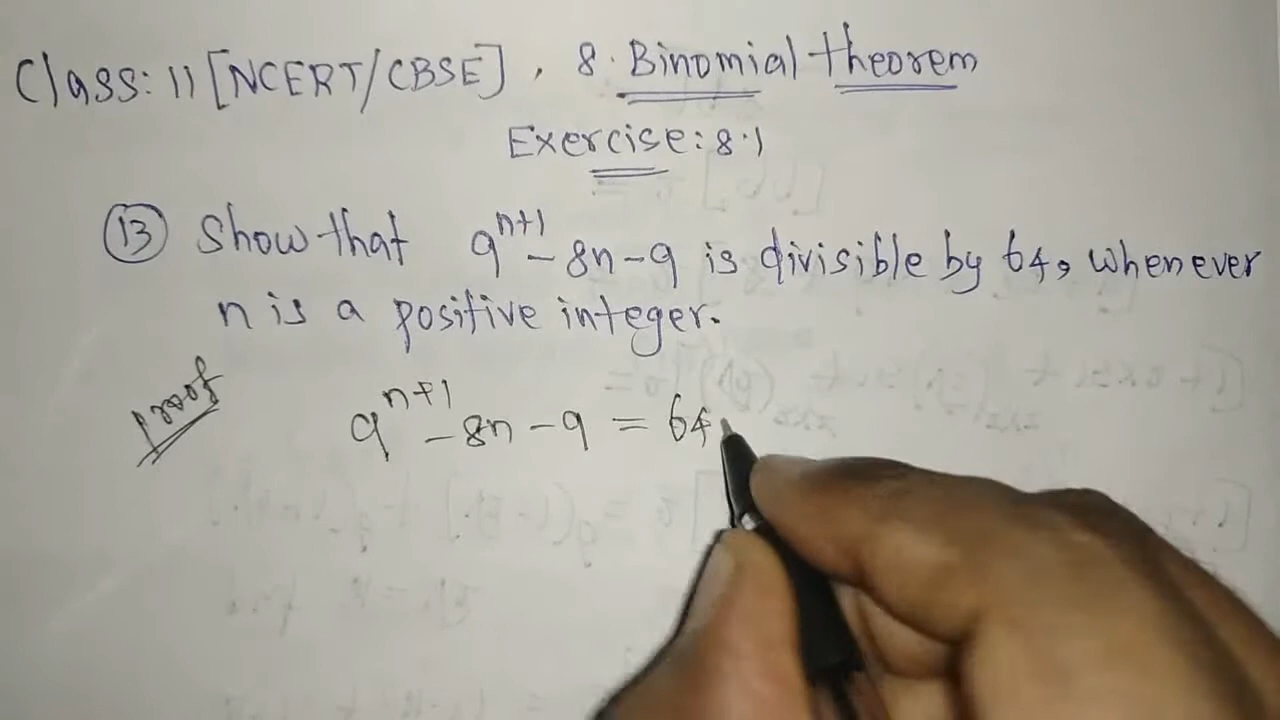 Class: 11 [NCERT/CBSE], 8. Binomial theorem
Exercise: 8.1
13 Show that 9^{n+1} - 8n - 9 is divisible by 64, whenever
n is a positive integer.
Proof
9^{n+1} - 8n - 9 = 64